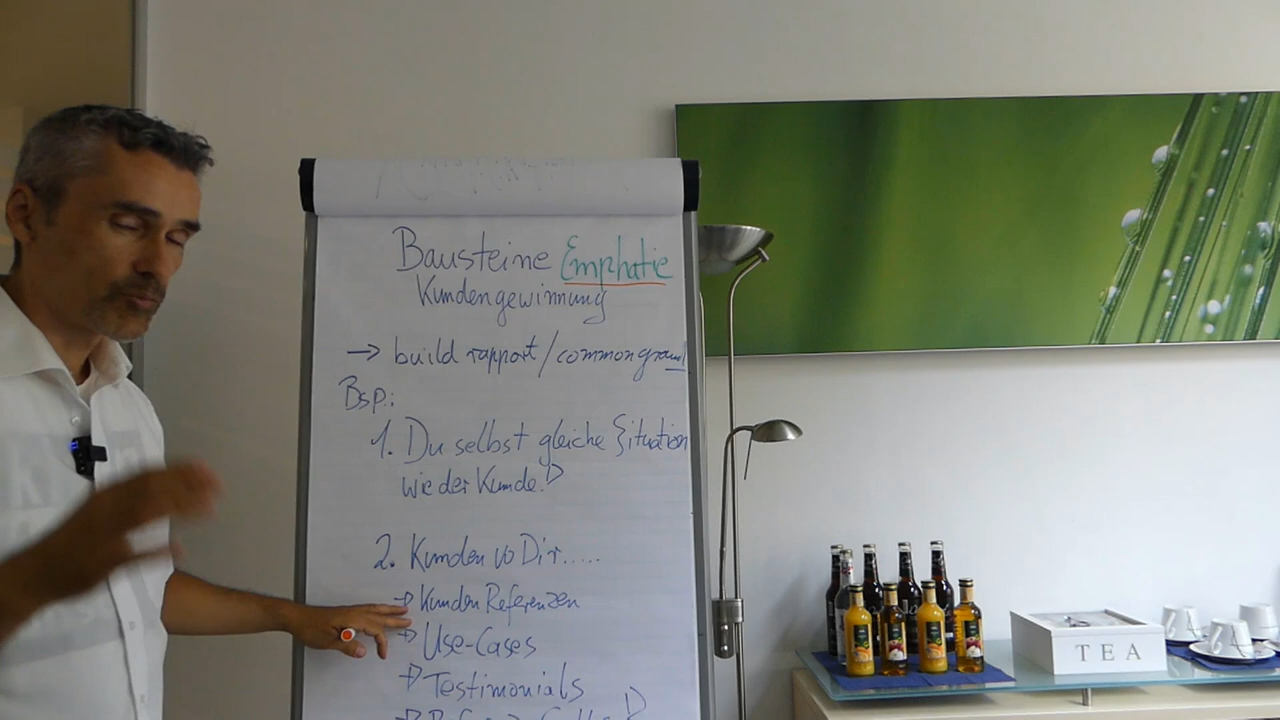 Bausteine Emphatie
Kundengewinnung
→ build rapport/common ground
Bsp.:
1. Du selbst gleiche Situation
wie der Kunde.
2. Kunden vo Dir.....
→ Kunden Referenzen
→ Use-Cases
→ Testimonials
TEA